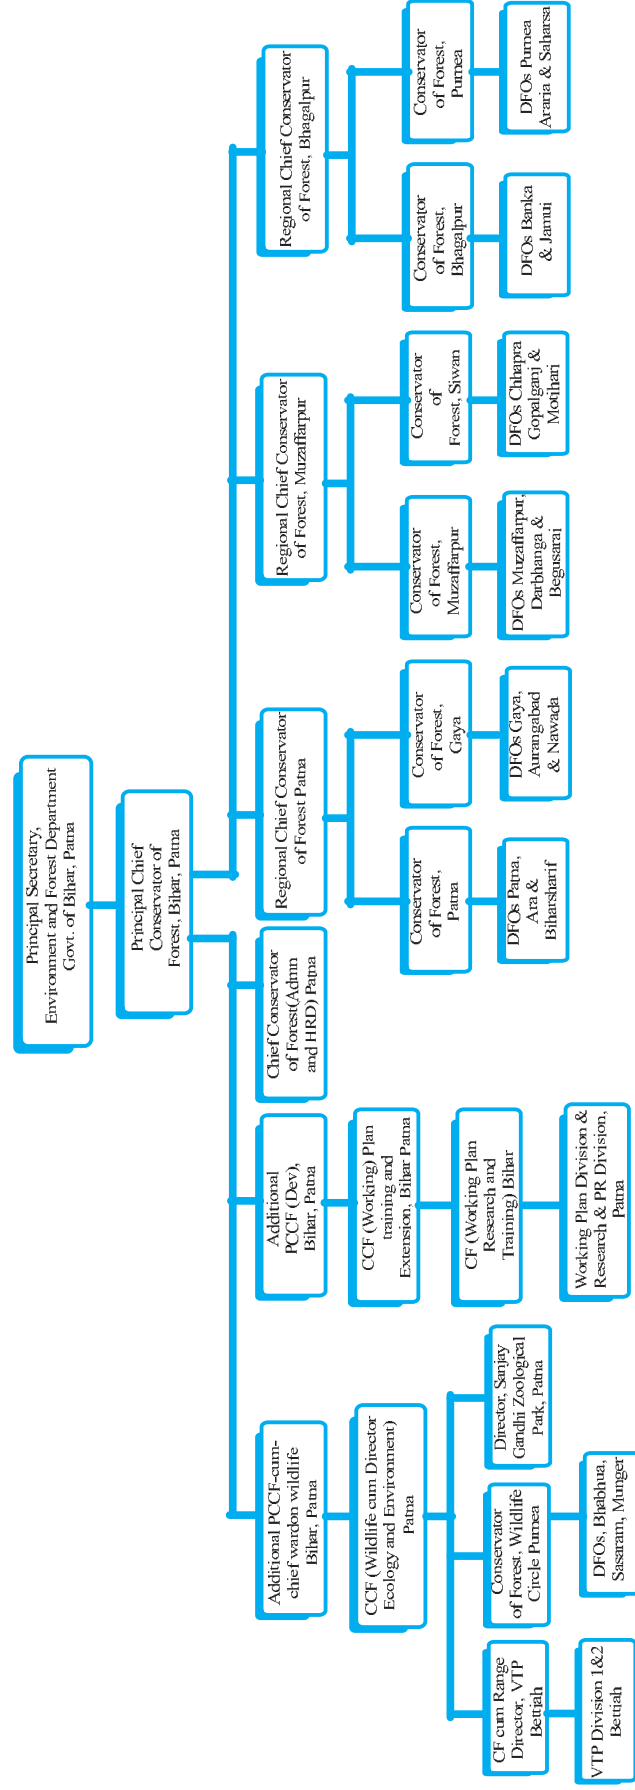 Principal Secretary,
Environment and Forest Department
Govt. of Bihar, Patna
Principal Chief
Conservator of
Forest, Bihar, Patna
Additional PCCF-cum-
chief wardon wildlife
Bihar, Patna
Additional
PCCF (Dev),
Bihar, Patna
Chief Conservator
of Forest(Admn
and HRD) Patna
Regional Chief Conservator
of Forest Patna
Regional Chief Conservator
of Forest, Muzaffarpur
Regional Chief Conservator
of Forest, Bhagalpur
CCF (Wildlife cum Director
Ecology and Environment)
Patna
CCF (Working) Plan
training and
Extension, Bihar Patna
Conservator
of Forest,
Patna
Conservator
of Forest,
Gaya
Conservator
of Forest,
Muzaffarpur
Conservator
of
Forest, Siwan
Conservator
of Forest,
Bhagalpur
Conservator
of Forest,
Purnea
CF (Working Plan
Research and
Training) Bihar
CF cum Range
Director, VTP
Bettiah
Conservator
of Forest, Wildlife
Circle Purnea
Director, Sanjay
Gandhi Zoological
Park, Patna
DFOs Patna,
Ara &
Biharsharif
DFOs Gaya,
Aurangabad
& Nawada
DFOs Muzaffarpur,
Darbhanga &
Begusarai
DFOs Chhapra
Gopalganj &
Motihari
DFOs Banka
& Jamui
DFOs Purnea
Araria & Saharsa
Working Plan Division &
Research & PR Division,
Patna
VTP Division 1&2
Bettiah
DFOs, Bhabhua,
Sasaram, Munger